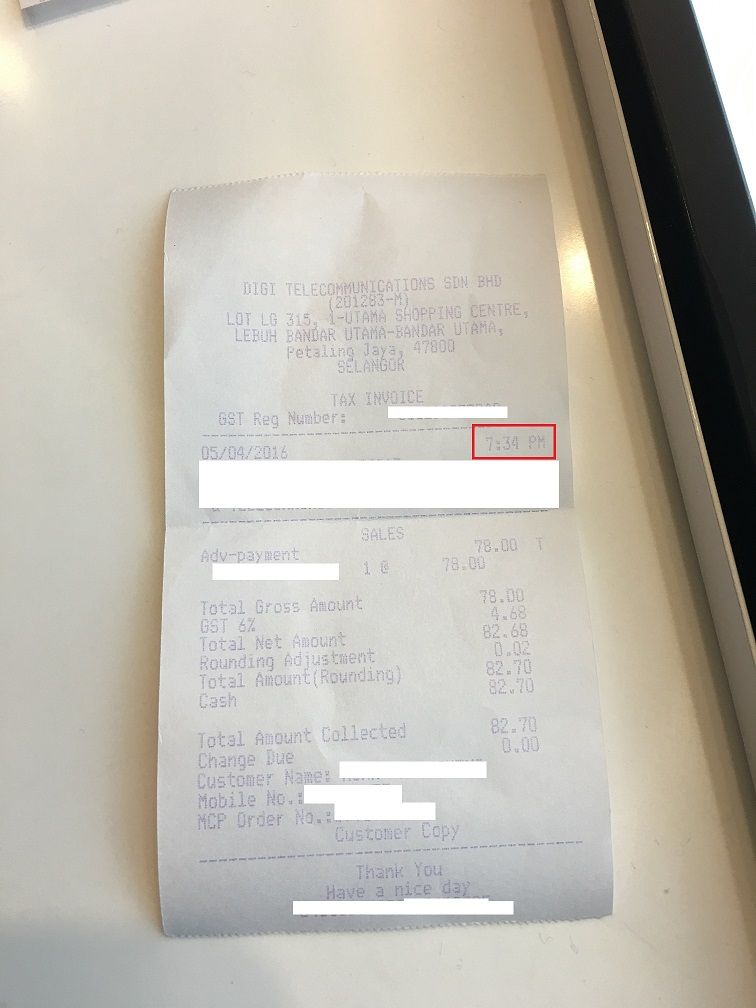 DIGI TELECOMMUNICATIONS SDN BHD
(201283-M)
LOT LG 315, 1-UTAMA SHOPPING CENTRE,
LEBUH BANDAR UTAMA-BANDAR UTAMA,
Petaling Jaya, 47800
SELANGOR
TAX INVOICE
GST Reg Number:
05/04/2016 7:34 PM
SALES
Adv-payment 78.00 T
1 @ 78.00
Total Gross Amount 78.00
GST 6% 4.68
Total Net Amount 82.68
Rounding Adjustment 0.02
Total Amount(Rounding) 82.70
Cash 82.70
Total Amount Collected 82.70
Change Due 0.00
Customer Name:
Mobile No.:
MCP Order No.:
Customer Copy
Thank You
Have a nice day